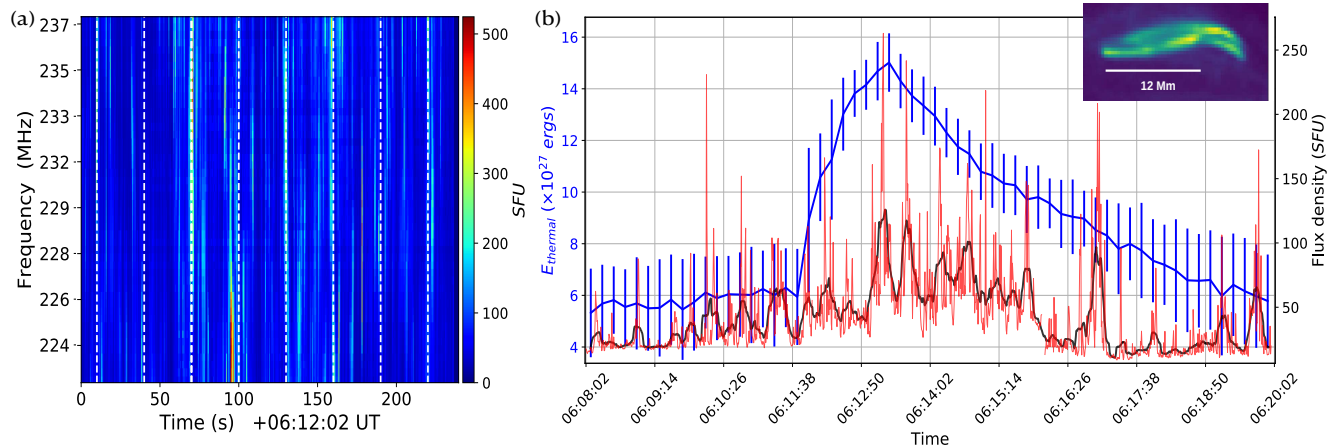 (a)
237
235
233
232
230
229
228
226
224
Frequency (MHz)
0 50 100 150 200
Time (s) +06:12:02 UT
500
400
300
200
100
0
SFU
(b)
16
14
12
10
8
6
4
E_thermal (×10^27 ergs)
12 Mm
250
200
150
100
50
Flux density (SFU)
06:08:02 06:09:14 06:10:26 06:11:38 06:12:50 06:14:02 06:15:14 06:16:26 06:17:38 06:18:50 06:20:02
Time